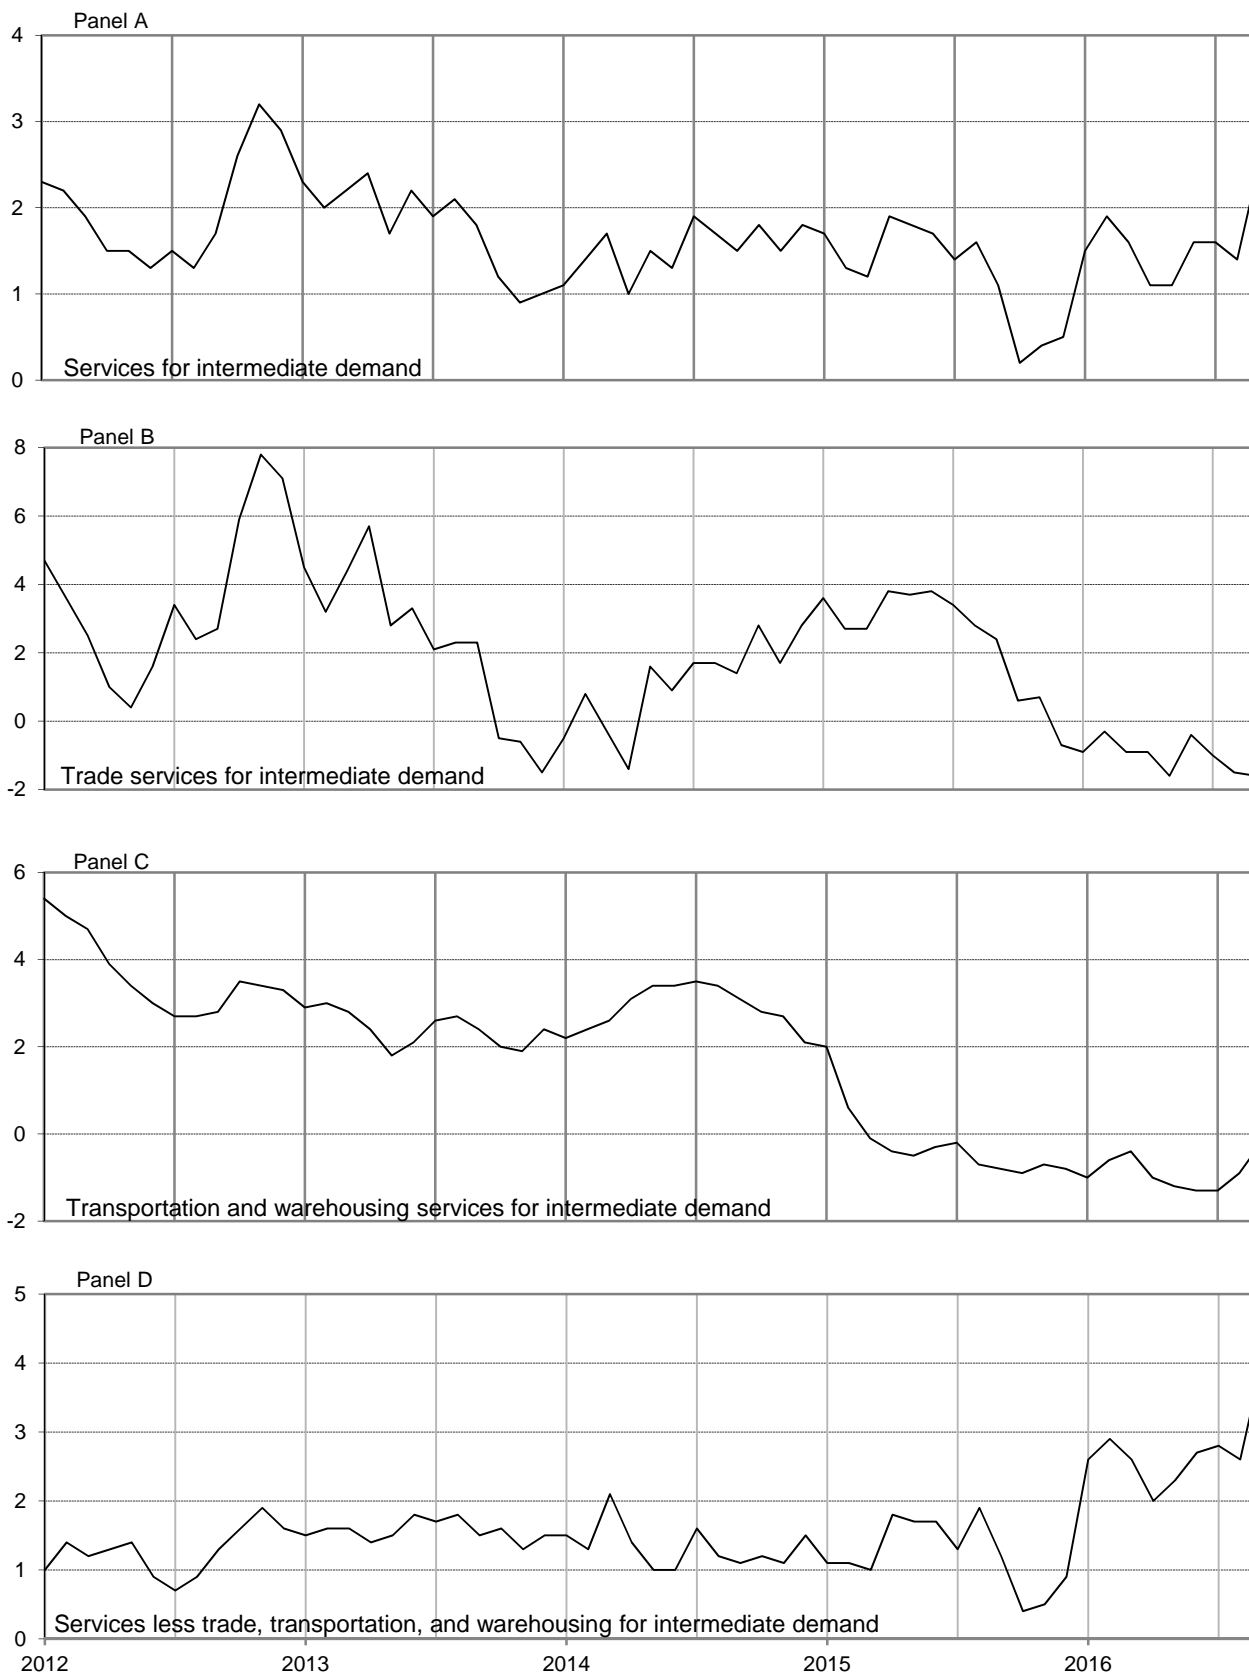 Panel A
4
3
2
1
0
Services for intermediate demand
Panel B
8
6
4
2
0
-2
Trade services for intermediate demand
Panel C
6
4
2
0
-2
Transportation and warehousing services for intermediate demand
Panel D
5
4
3
2
1
0
Services less trade, transportation, and warehousing for intermediate demand
2012 2013 2014 2015 2016